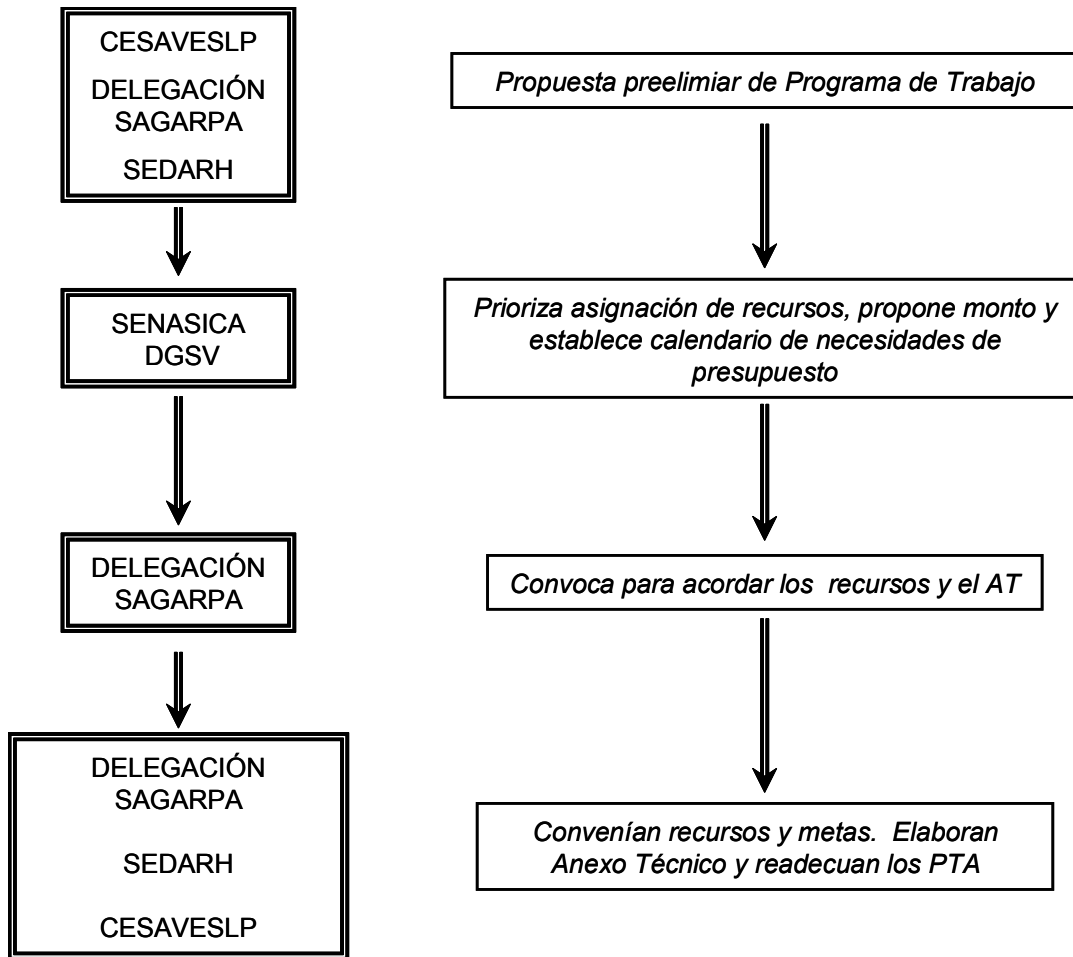 CESAVESLP
DELEGACIÓN
SAGARPA
SEDARH
Propuesta preelimiar de Programa de Trabajo
SENASICA
DGSV
Prioriza asignación de recursos, propone monto y
establece calendario de necesidades de
presupuesto
DELEGACIÓN
SAGARPA
Convoca para acordar los  recursos y el AT
DELEGACIÓN
SAGARPA
SEDARH
CESAVESLP
Convenían recursos y metas.  Elaboran
Anexo Técnico y readecuan los PTA